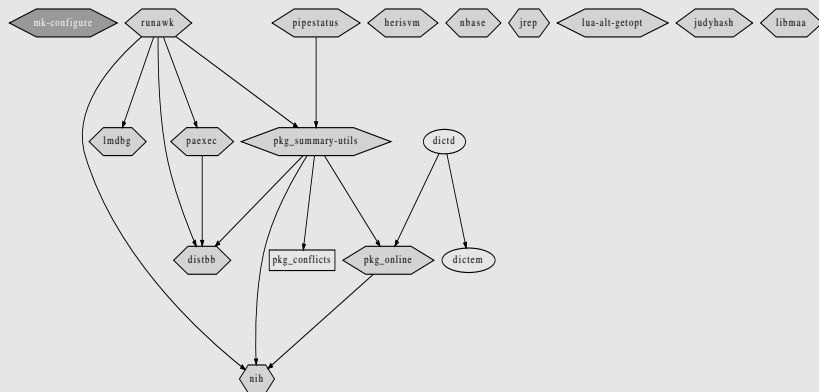 mk-configure
runawk
pipestatus
herisvm
nbase
jrep
lua-alt-getopt
judyhash
libmaa
lmdbg
paexec
pkg_summary-utils
dictd
distbb
pkg_conflicts
pkg_online
dictem
nih